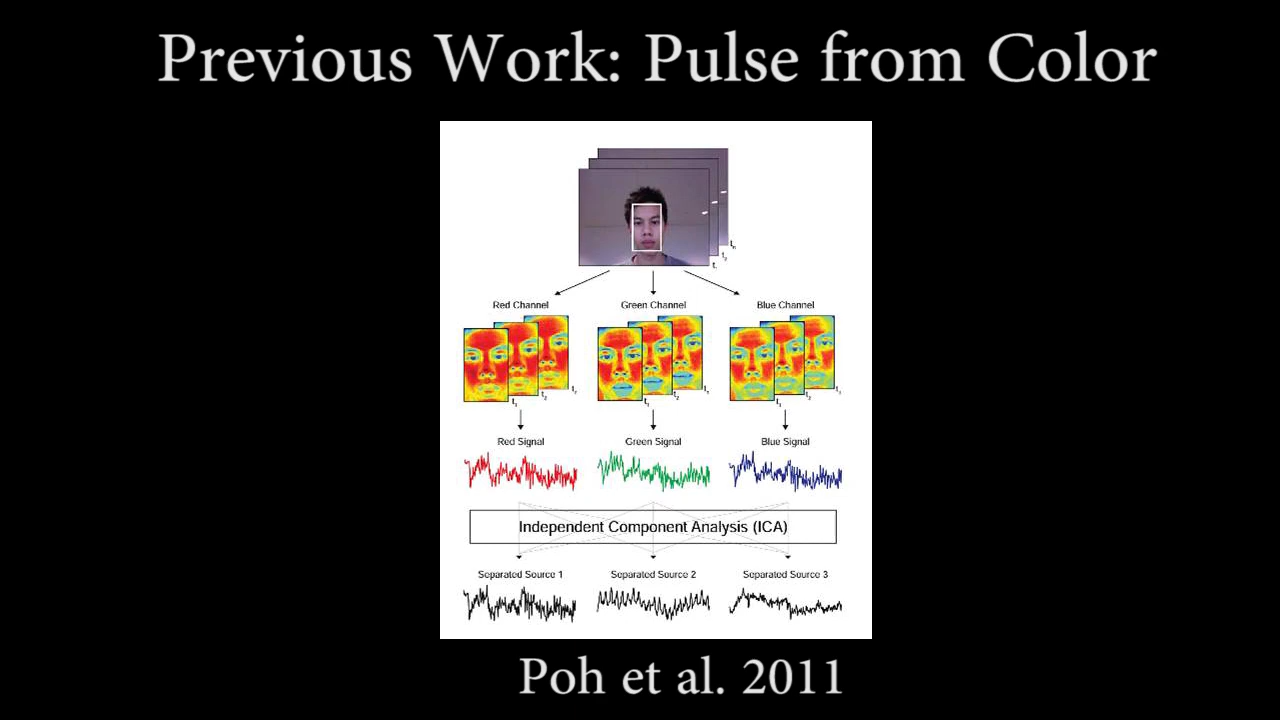 Previous Work: Pulse from Color
Red Channel Green Channel Blue Channel
Red Signal Green Signal Blue Signal
Independent Component Analysis (ICA)
Separated Source 1 Separated Source 2 Separated Source 3
Poh et al. 2011